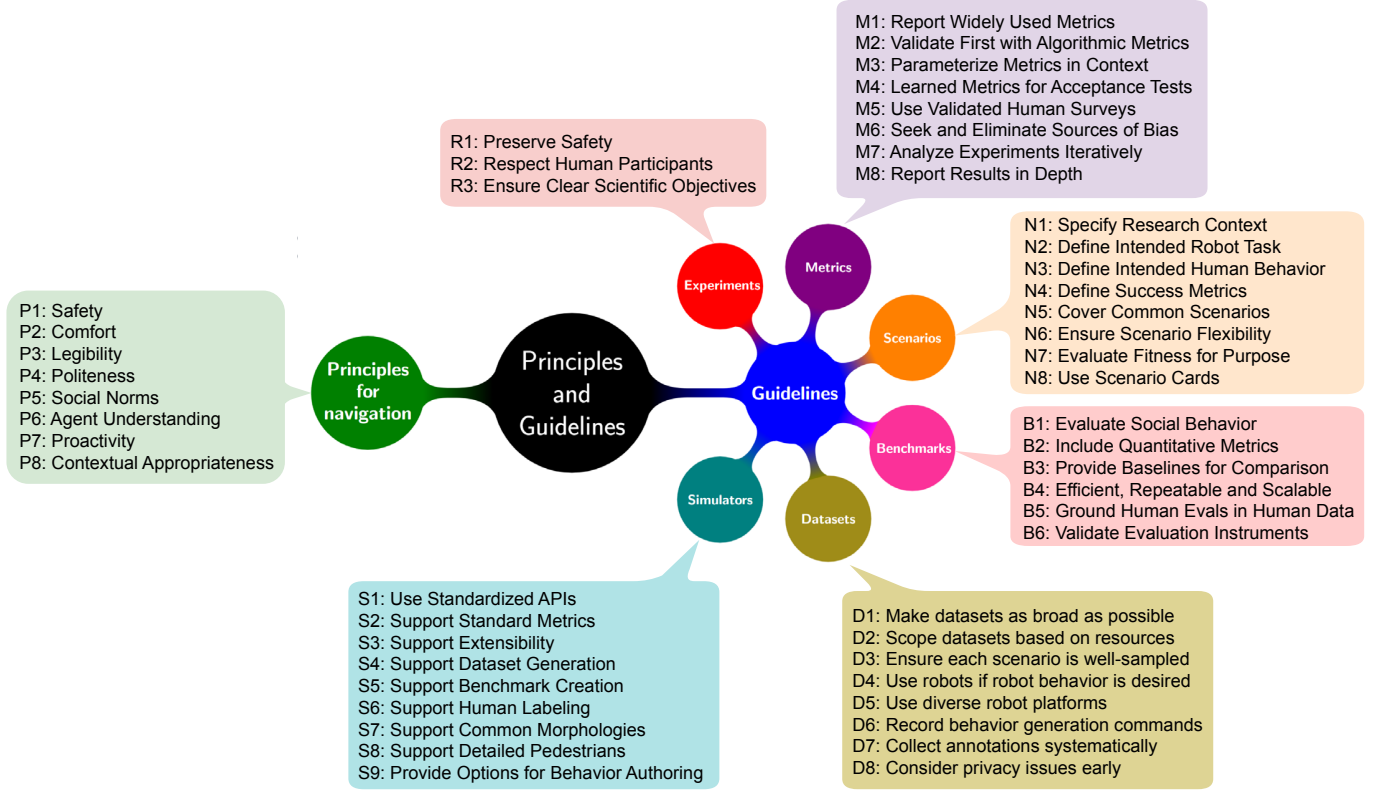 M1: Report Widely Used Metrics
M2: Validate First with Algorithmic Metrics
M3: Parameterize Metrics in Context
M4: Learned Metrics for Acceptance Tests
M5: Use Validated Human Surveys
M6: Seek and Eliminate Sources of Bias
M7: Analyze Experiments Iteratively
M8: Report Results in Depth
R1: Preserve Safety
R2: Respect Human Participants
R3: Ensure Clear Scientific Objectives
N1: Specify Research Context
N2: Define Intended Robot Task
N3: Define Intended Human Behavior
N4: Define Success Metrics
N5: Cover Common Scenarios
N6: Ensure Scenario Flexibility
N7: Evaluate Fitness for Purpose
N8: Use Scenario Cards
Metrics
Experiments
Scenarios
P1: Safety
P2: Comfort
P3: Legibility
P4: Politeness
P5: Social Norms
P6: Agent Understanding
P7: Proactivity
P8: Contextual Appropriateness
Principles
for
navigation
Principles
and
Guidelines
Guidelines
Benchmarks
B1: Evaluate Social Behavior
B2: Include Quantitative Metrics
B3: Provide Baselines for Comparison
B4: Efficient, Repeatable and Scalable
B5: Ground Human Evals in Human Data
B6: Validate Evaluation Instruments
Simulators
Datasets
S1: Use Standardized APIs
S2: Support Standard Metrics
S3: Support Extensibility
S4: Support Dataset Generation
S5: Support Benchmark Creation
S6: Support Human Labeling
S7: Support Common Morphologies
S8: Support Detailed Pedestrians
S9: Provide Options for Behavior Authoring
D1: Make datasets as broad as possible
D2: Scope datasets based on resources
D3: Ensure each scenario is well-sampled
D4: Use robots if robot behavior is desired
D5: Use diverse robot platforms
D6: Record behavior generation commands
D7: Collect annotations systematically
D8: Consider privacy issues early